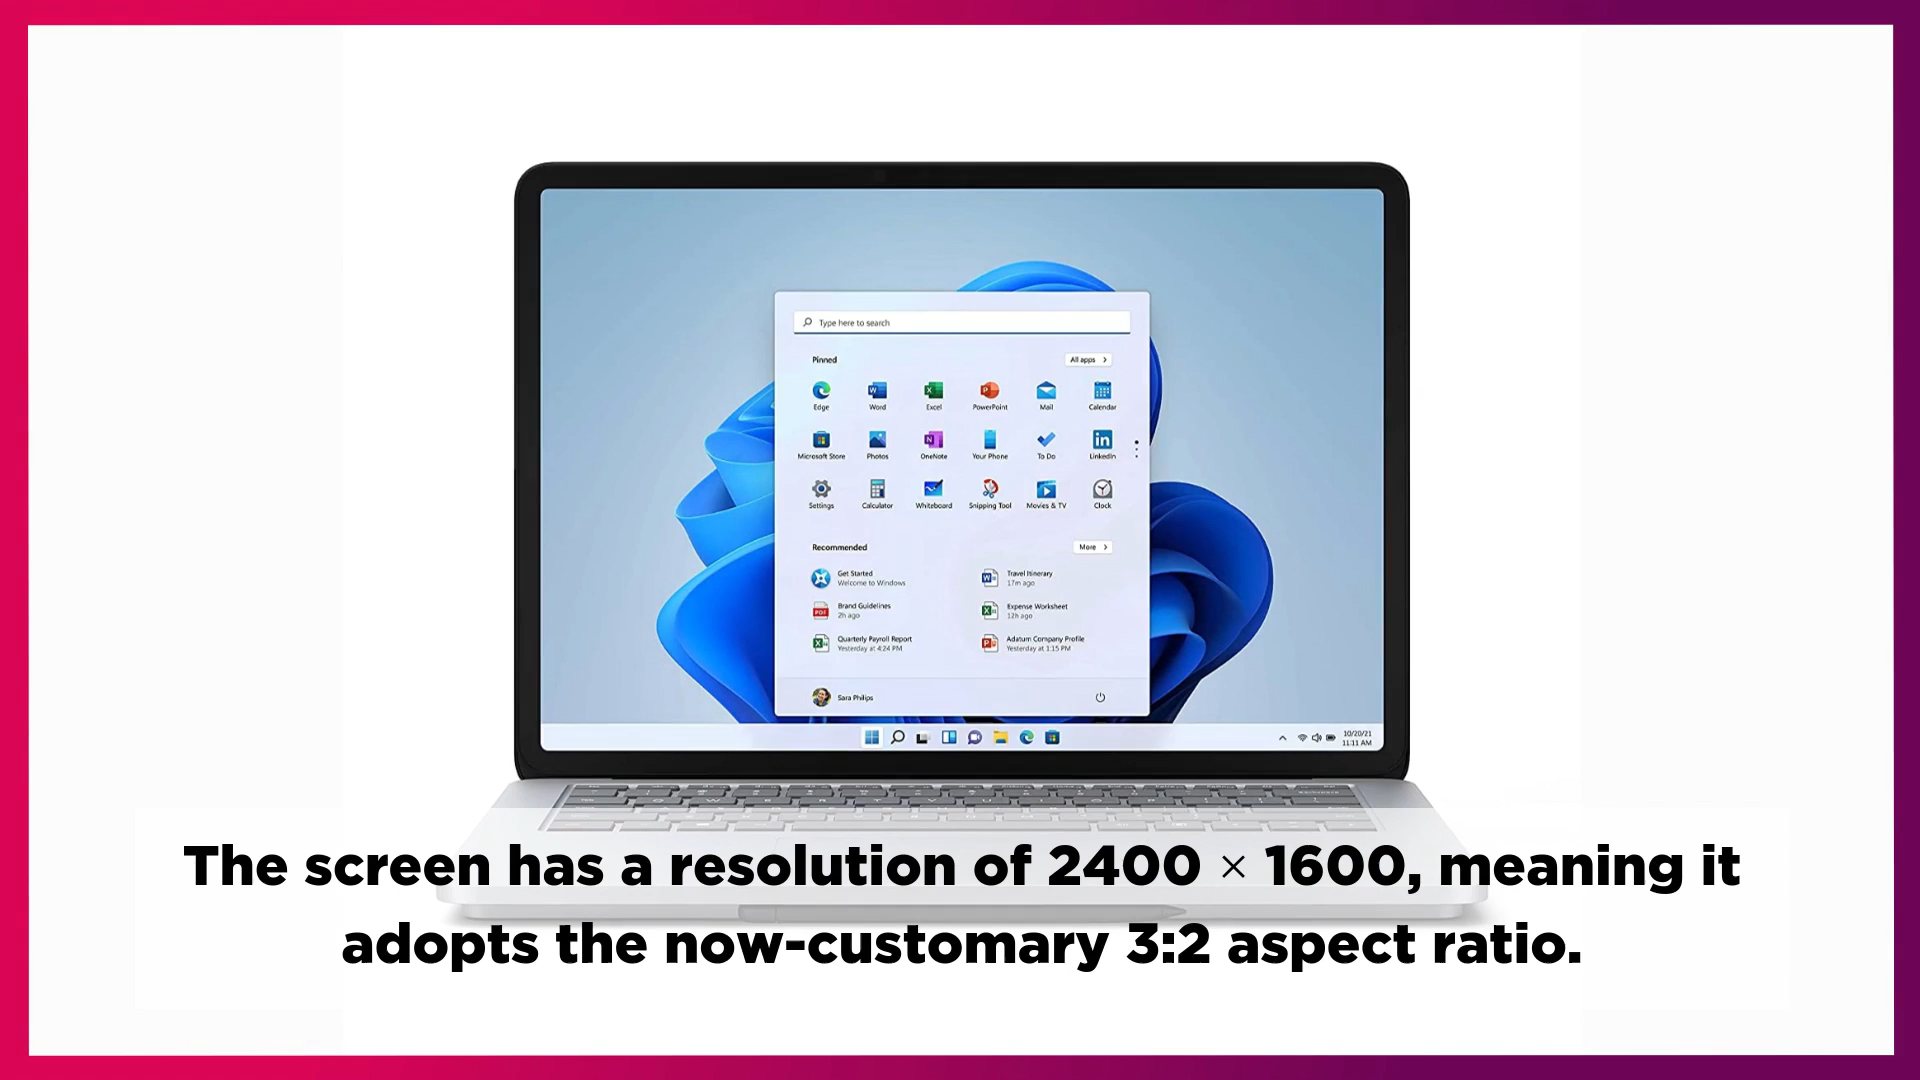 Type here to search
Pinned
All apps
Edge
Word
Excel
PowerPoint
Mail
Calendar
Microsoft Store
Photos
OneNote
Your Phone
To Do
LinkedIn
Settings
Calculator
Whiteboard
Snipping Tool
Movies & TV
Clock
Recommended
More
Get Started
Welcome to Windows
Travel Itinerary
17m ago
Brand Guidelines
2h ago
Expense Worksheet
12h ago
Quarterly Payroll Report
Yesterday at 4:24 PM
Adatum Company Profile
Yesterday at 1:15 PM
Sara Philips
10/20/21
11:11 AM
The screen has a resolution of 2400 × 1600, meaning it
adopts the now-customary 3:2 aspect ratio.